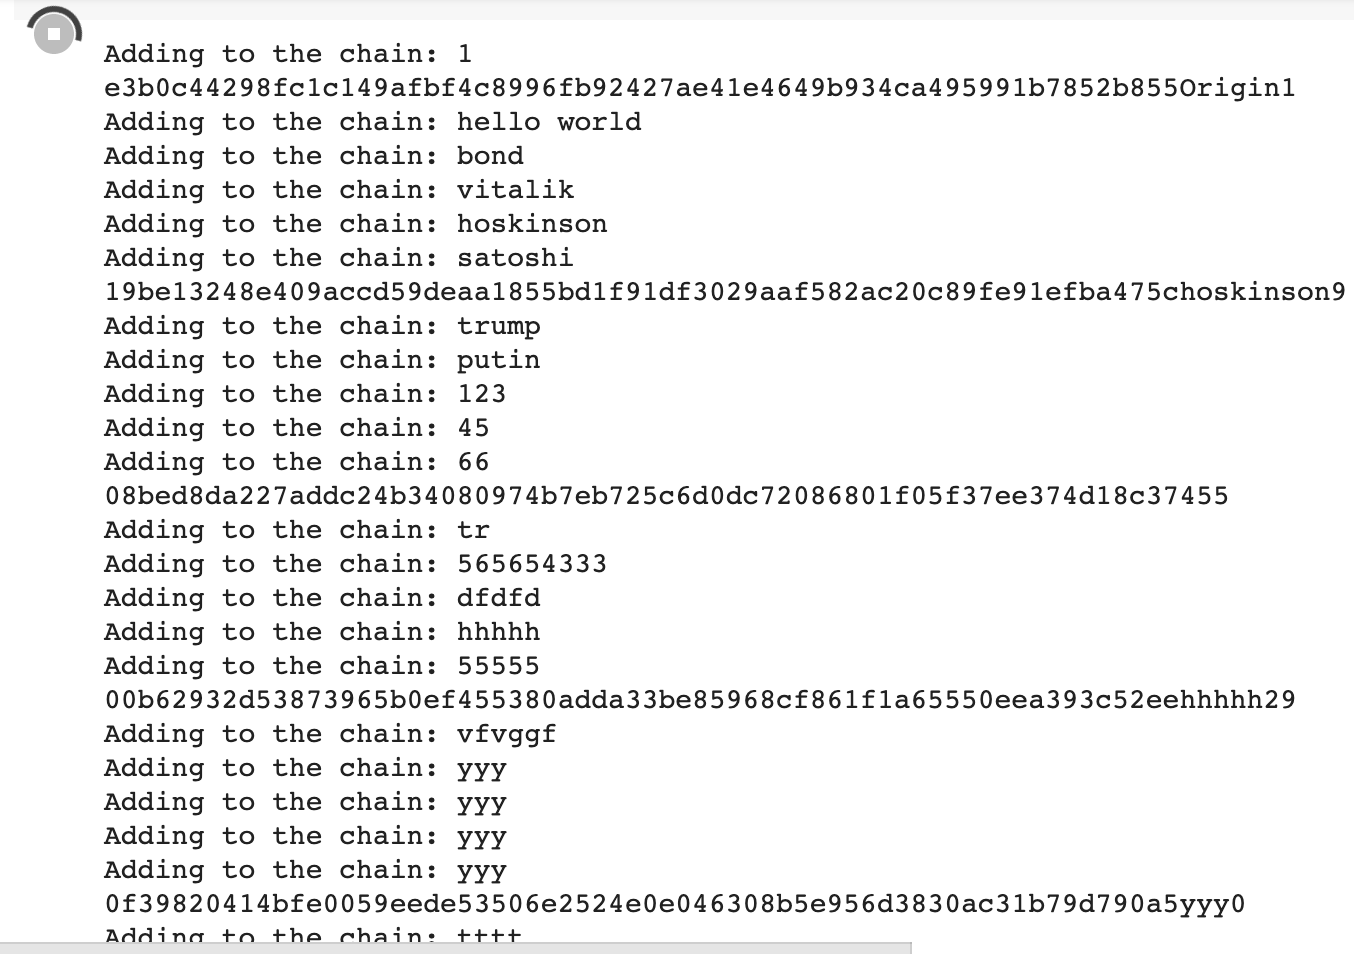 Adding to the chain: 1
e3b0c44298fc1c149afbf4c8996fb92427ae41e4649b934ca495991b7852b855Origin1
Adding to the chain: hello world
Adding to the chain: bond
Adding to the chain: vitalik
Adding to the chain: hoskinson
Adding to the chain: satoshi
19be13248e409accd59deaa1855bd1f91df3029aaf582ac20c89fe91efba475choskinson9
Adding to the chain: trump
Adding to the chain: putin
Adding to the chain: 123
Adding to the chain: 45
Adding to the chain: 66
08bed8da227addc24b34080974b7eb725c6d0dc72086801f05f37ee374d18c37455
Adding to the chain: tr
Adding to the chain: 565654333
Adding to the chain: dfdfd
Adding to the chain: hhhhh
Adding to the chain: 55555
00b62932d53873965b0ef455380adda33be85968cf861f1a65550eea393c52eehhhhh29
Adding to the chain: vfvggf
Adding to the chain: yyy
Adding to the chain: yyy
Adding to the chain: yyy
Adding to the chain: yyy
0f39820414bfe0059eede53506e2524e0e046308b5e956d3830ac31b79d790a5yyy0
Adding to the chain: tttt